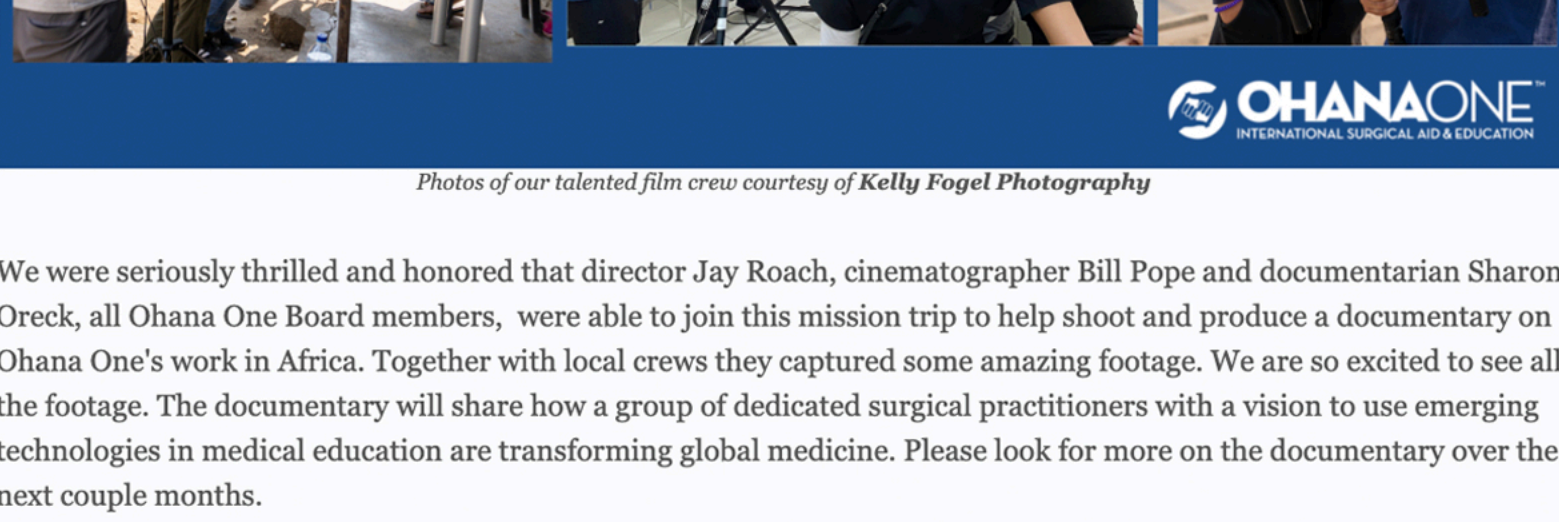 OHANAONE™
INTERNATIONAL SURGICAL AID & EDUCATION
Photos of our talented film crew courtesy of Kelly Fogel Photography
We were seriously thrilled and honored that director Jay Roach, cinematographer Bill Pope and documentarian Sharon
Oreck, all Ohana One Board members,  were able to join this mission trip to help shoot and produce a documentary on
Ohana One's work in Africa. Together with local crews they captured some amazing footage. We are so excited to see all
the footage. The documentary will share how a group of dedicated surgical practitioners with a vision to use emerging
technologies in medical education are transforming global medicine. Please look for more on the documentary over the
next couple months.